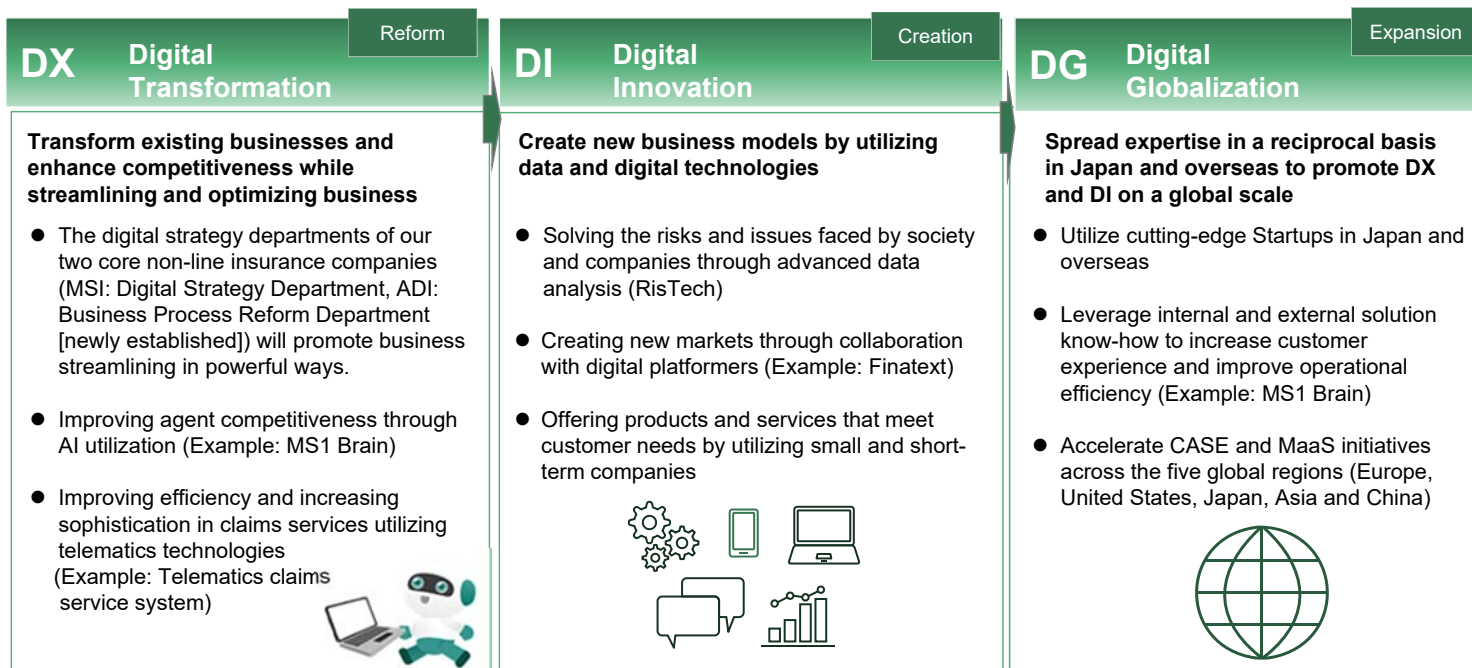 Reform
DX
Digital
Transformation
Transform existing businesses and
enhance competitiveness while
streamlining and optimizing business
● The digital strategy departments of our
two core non-line insurance companies
(MSI: Digital Strategy Department, ADI:
Business Process Reform Department
[newly established]) will promote business
streamlining in powerful ways.
● Improving agent competitiveness through
AI utilization (Example: MS1 Brain)
● Improving efficiency and increasing
sophistication in claims services utilizing
telematics technologies
(Example: Telematics claims
service system)
Creation
DI
Digital
Innovation
Create new business models by utilizing
data and digital technologies
● Solving the risks and issues faced by society
and companies through advanced data
analysis (RisTech)
● Creating new markets through collaboration
with digital platformers (Example: Finatext)
● Offering products and services that meet
customer needs by utilizing small and short-
term companies
Expansion
DG
Digital
Globalization
Spread expertise in a reciprocal basis
in Japan and overseas to promote DX
and DI on a global scale
● Utilize cutting-edge Startups in Japan and
overseas
● Leverage internal and external solution
know-how to increase customer
experience and improve operational
efficiency (Example: MS1 Brain)
● Accelerate CASE and MaaS initiatives
across the five global regions (Europe,
United States, Japan, Asia and China)